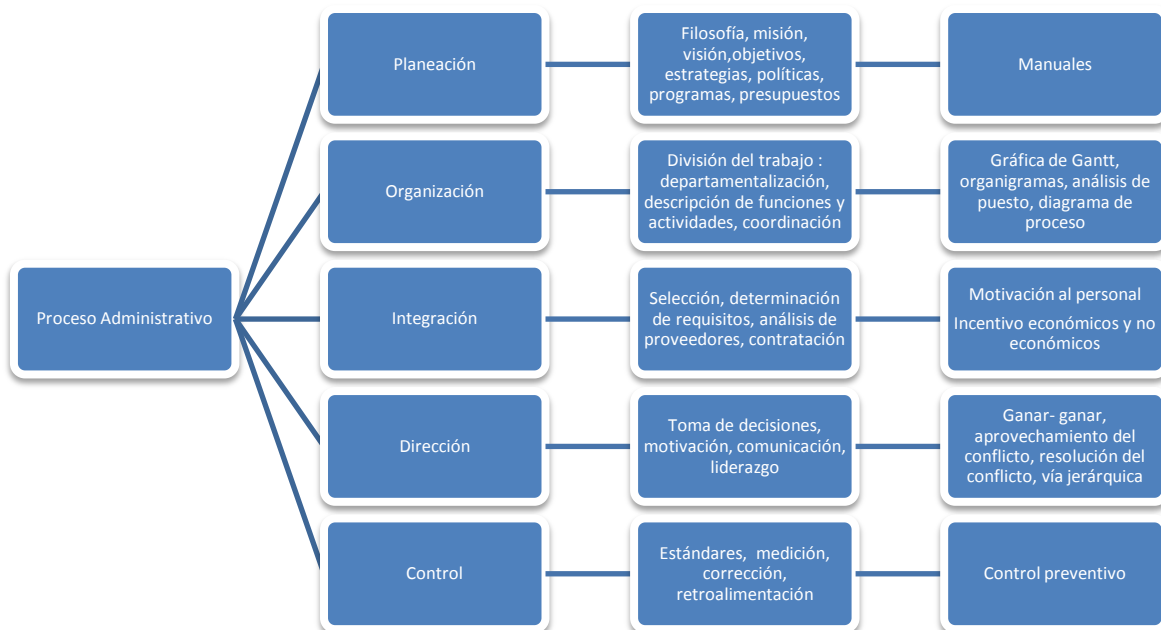 Planeación
Filosofía, misión,
visión,objetivos,
estrategias, políticas,
programas, presupuestos
Manuales
Organización
División del trabajo :
departamentalización,
descripción de funciones y
actividades, coordinación
Gráfica de Gantt,
organigramas, análisis de
puesto, diagrama de
proceso
Proceso Administrativo
Integración
Selección, determinación
de requisitos, análisis de
proveedores, contratación
Motivación al personal
Incentivo económicos y no
económicos
Dirección
Toma de decisiones,
motivación, comunicación,
liderazgo
Ganar- ganar,
aprovechamiento del
conflicto, resolución del
conflicto, vía jerárquica
Control
Estándares, medición,
corrección,
retroalimentación
Control preventivo